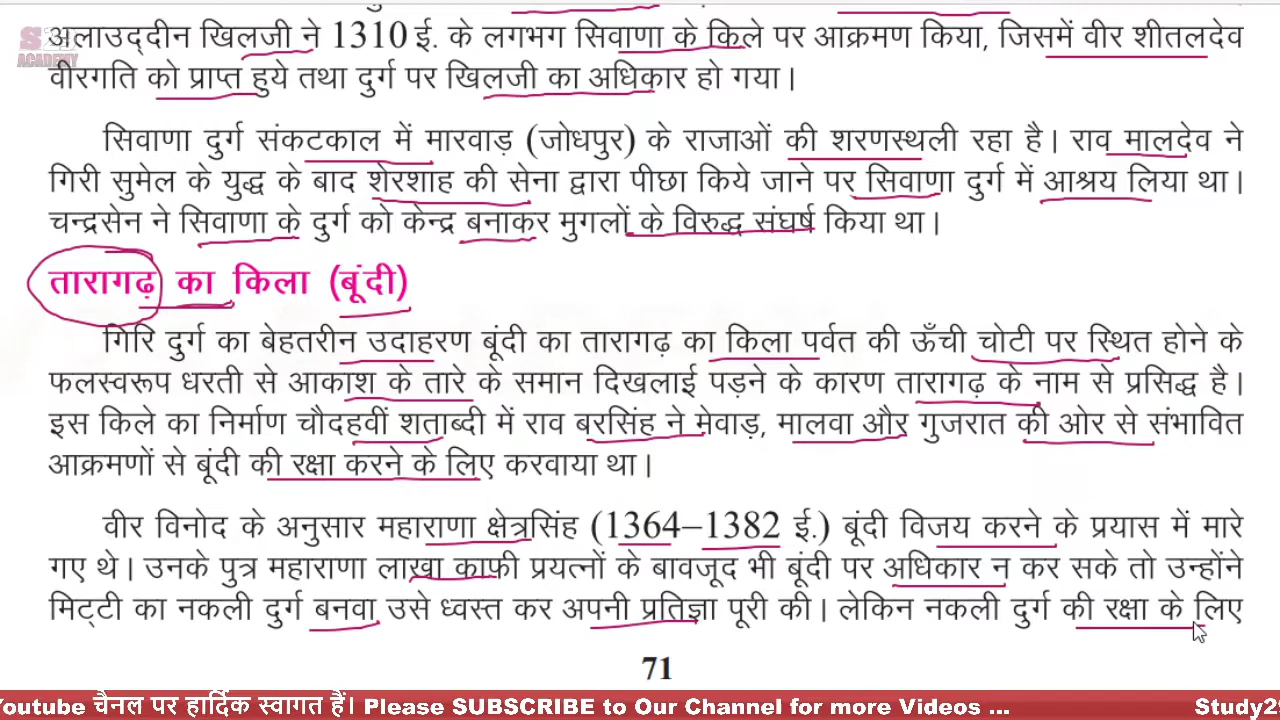 अलाउद्दीन खिलजी ने 1310 ई. के लगभग सिवाणा के किले पर आक्रमण किया, जिसमें वीर शीतलदेव
वीरगति को प्राप्त हुये तथा दुर्ग पर खिलजी का अधिकार हो गया।
सिवाणा दुर्ग संकटकाल में मारवाड़ (जोधपुर) के राजाओं की शरणस्थली रहा है। राव मालदेव ने
गिरी सुमेल के युद्ध के बाद शेरशाह की सेना द्वारा पीछा किये जाने पर सिवाणा दुर्ग में आश्रय लिया था।
चन्द्रसेन ने सिवाणा के दुर्ग को केन्द्र बनाकर मुगलों के विरुद्ध संघर्ष किया था।
तारागढ़ का किला (बूंदी)
गिरि दुर्ग का बेहतरीन उदाहरण बूंदी का तारागढ़ का किला पर्वत की ऊँची चोटी पर स्थित होने के
फलस्वरूप धरती से आकाश के तारे के समान दिखलाई पड़ने के कारण तारागढ़ के नाम से प्रसिद्ध है।
इस किले का निर्माण चौदहवीं शताब्दी में राव बरसिंह ने मेवाड़, मालवा और गुजरात की ओर से संभावित
आक्रमणों से बूंदी की रक्षा करने के लिए करवाया था।
वीर विनोद के अनुसार महाराणा क्षेत्रसिंह (1364–1382 ई.) बूंदी विजय करने के प्रयास में मारे
गए थे। उनके पुत्र महाराणा लाखा काफी प्रयत्नों के बावजूद भी बूंदी पर अधिकार न कर सके तो उन्होंने
मिट्टी का नकली दुर्ग बनवा उसे ध्वस्त कर अपनी प्रतिज्ञा पूरी की। लेकिन नकली दुर्ग की रक्षा के लिए
71
Youtube चैनल पर हार्दिक स्वागत हैं। Please SUBSCRIBE to Our Channel for more Videos ... Study2
ACADEMY